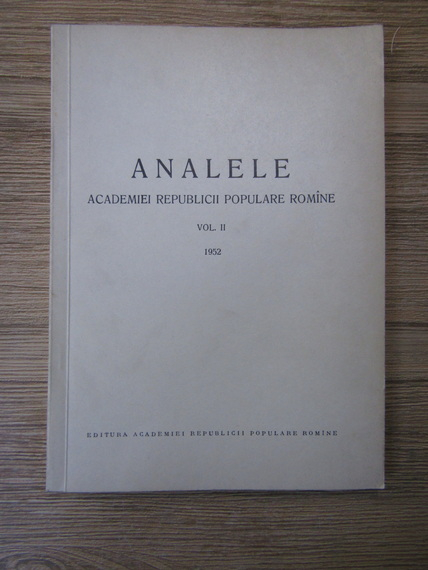 ANALELE
ACADEMIEI REPUBLICII POPULARE ROMÎNE
VOL. II
1952
EDITURA ACADEMIEI REPUBLICII POPULARE ROMÎNE